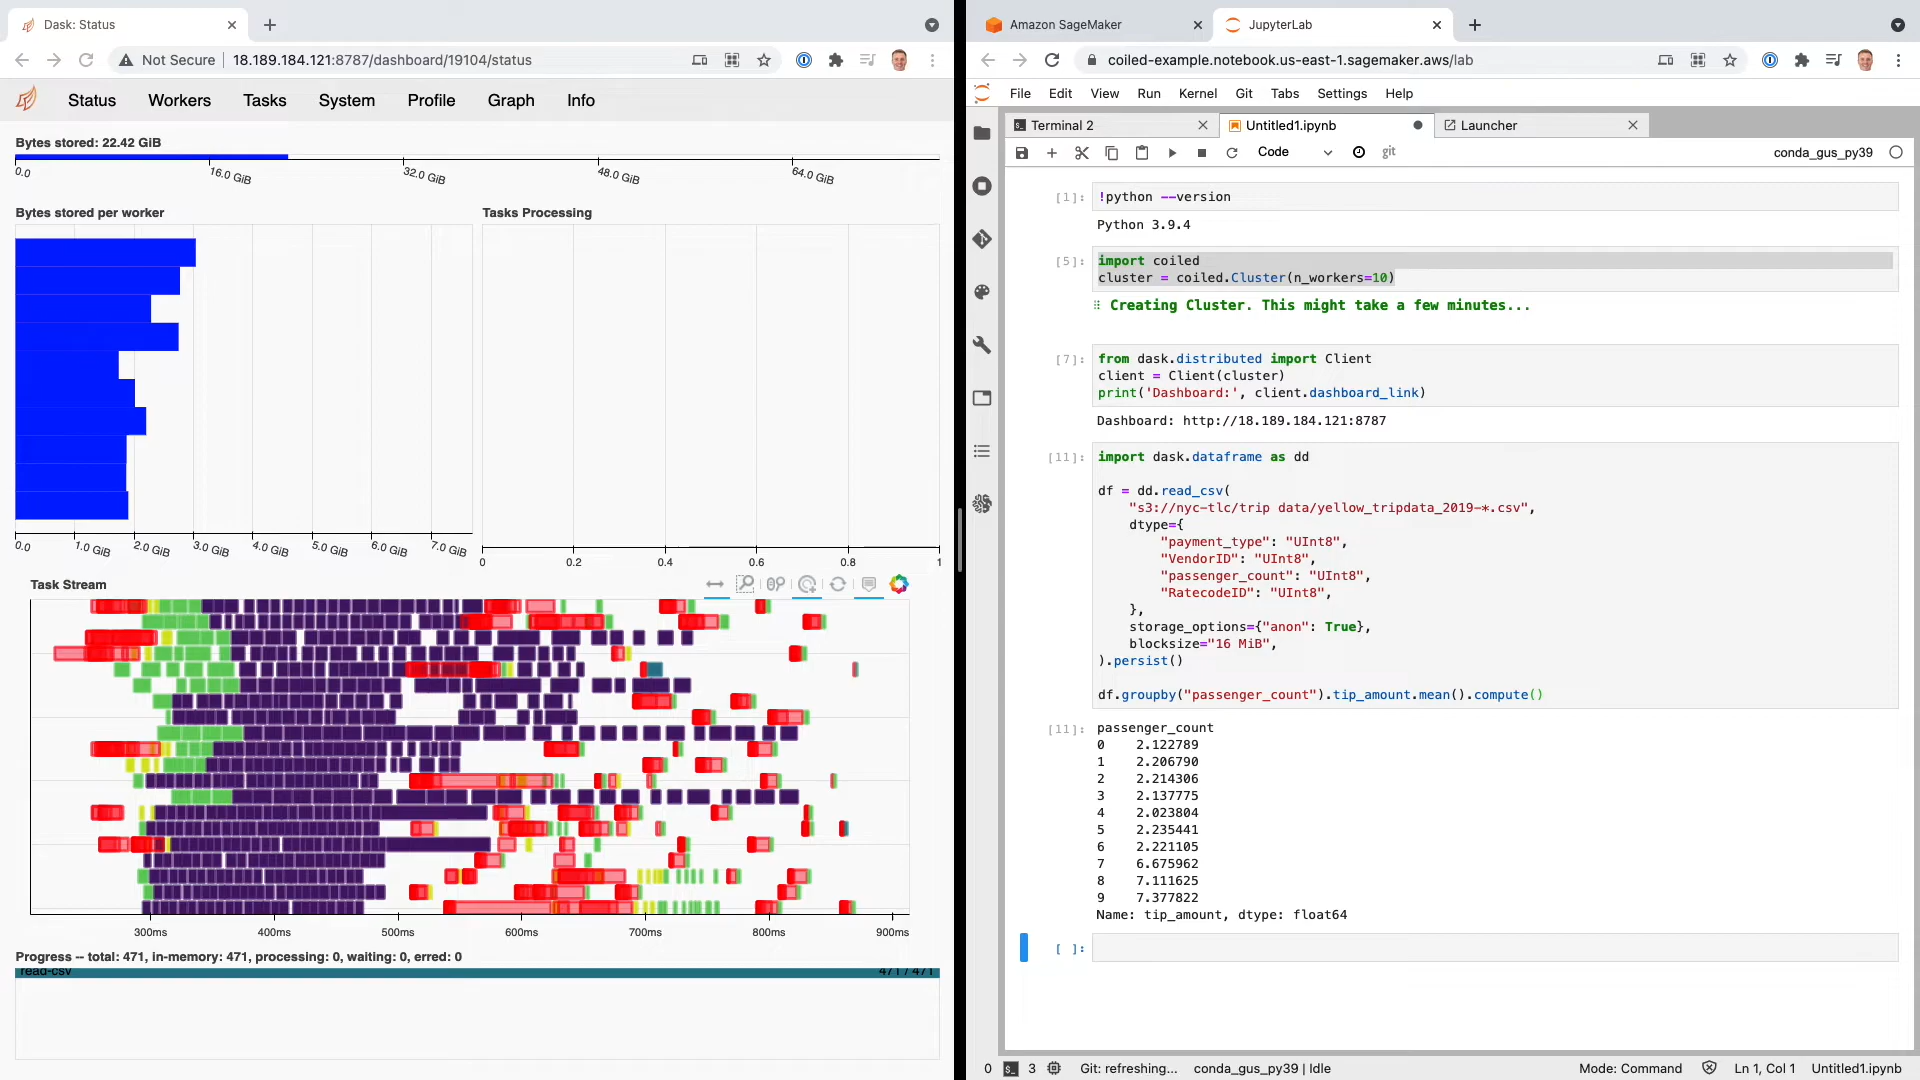 Dask: Status
Not Secure
18.189.184.121:8787/dashboard/19104/status
Status Workers Tasks System Profile Graph Info
Bytes stored: 22.42 GiB
0.0 16.0 GiB 32.0 GiB 48.0 GiB 64.0 GiB
Bytes stored per worker
0.0 1.0 GiB 2.0 GiB 3.0 GiB 4.0 GiB 5.0 GiB 6.0 GiB 7.0 GiB
Tasks Processing
0 0.2 0.4 0.6 0.8 1
Task Stream
300ms 400ms 500ms 600ms 700ms 800ms 900ms
Progress -- total: 471, in-memory: 471, processing: 0, waiting: 0, erred: 0
read-csv 471 / 471
Amazon SageMaker
JupyterLab
coiled-example.notebook.us-east-1.sagemaker.aws/lab
File Edit View Run Kernel Git Tabs Settings Help
Terminal 2
Untitled1.ipynb
Launcher
Code
git
conda_gus_py39
[1]: !python --version
Python 3.9.4
[5]: import coiled
cluster = coiled.Cluster(n_workers=10)
Creating Cluster. This might take a few minutes...
[7]: from dask.distributed import Client
client = Client(cluster)
print('Dashboard:', client.dashboard_link)
Dashboard: http://18.189.184.121:8787
[11]: import dask.dataframe as dd
df = dd.read_csv(
"s3://nyc-tlc/trip data/yellow_tripdata_2019-*.csv",
dtype={
"payment_type": "UInt8",
"VendorID": "UInt8",
"passenger_count": "UInt8",
"RatecodeID": "UInt8",
},
storage_options={"anon": True},
blocksize="16 MiB",
).persist()
df.groupby("passenger_count").tip_amount.mean().compute()
[11]: passenger_count
0 2.122789
1 2.206790
2 2.214306
3 2.137775
4 2.023804
5 2.235441
6 2.221105
7 6.675962
8 7.111625
9 7.377822
Name: tip_amount, dtype: float64
[ ]:
0 3 Git: refreshing... conda_gus_py39 | Idle Mode: Command Ln 1, Col 1 Untitled1.ipynb